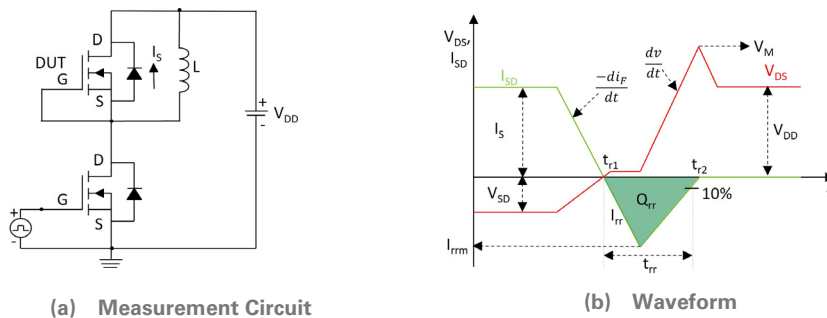 D
DUT
G
S
I_S
L
+
V_DD
-
D
G
S
+
-
(a) Measurement Circuit
V_DS,
I_SD
I_SD
-di_F
dt
dv
dt
V_M
V_DS
I_S
t_r1
t_r2
V_DD
V_SD
Q_rr
10%
I_rr
I_rrm
t_rr
(b) Waveform